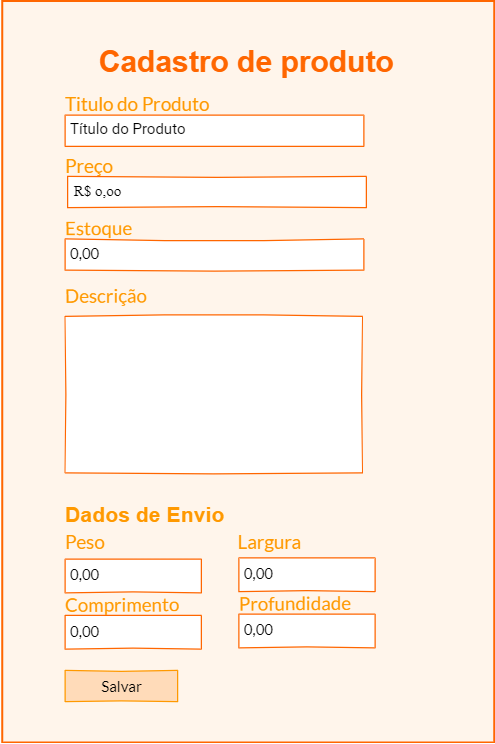 Cadastro de produto
Titulo do Produto
Título do Produto
Preço
R$ 0,00
Estoque
0,00
Descrição
Dados de Envio
Peso
Largura
0,00
0,00
Comprimento
Profundidade
0,00
0,00
Salvar